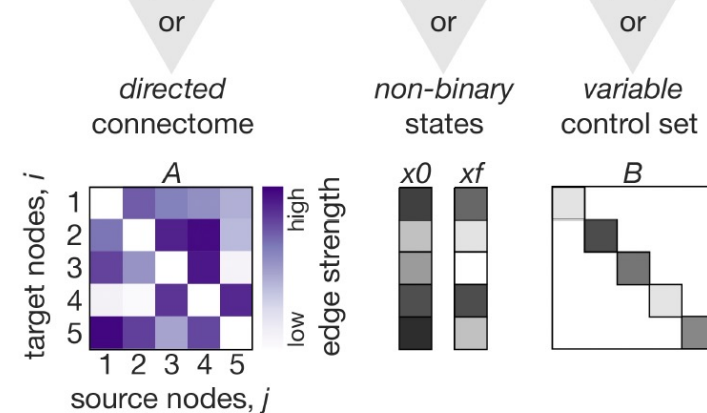 or
or
or
directed
connectome
non-binary
states
variable
control set
A
x0
xf
B
target nodes, i
1
2
3
4
5
1 2 3 4 5
source nodes, j
high
low
edge strength